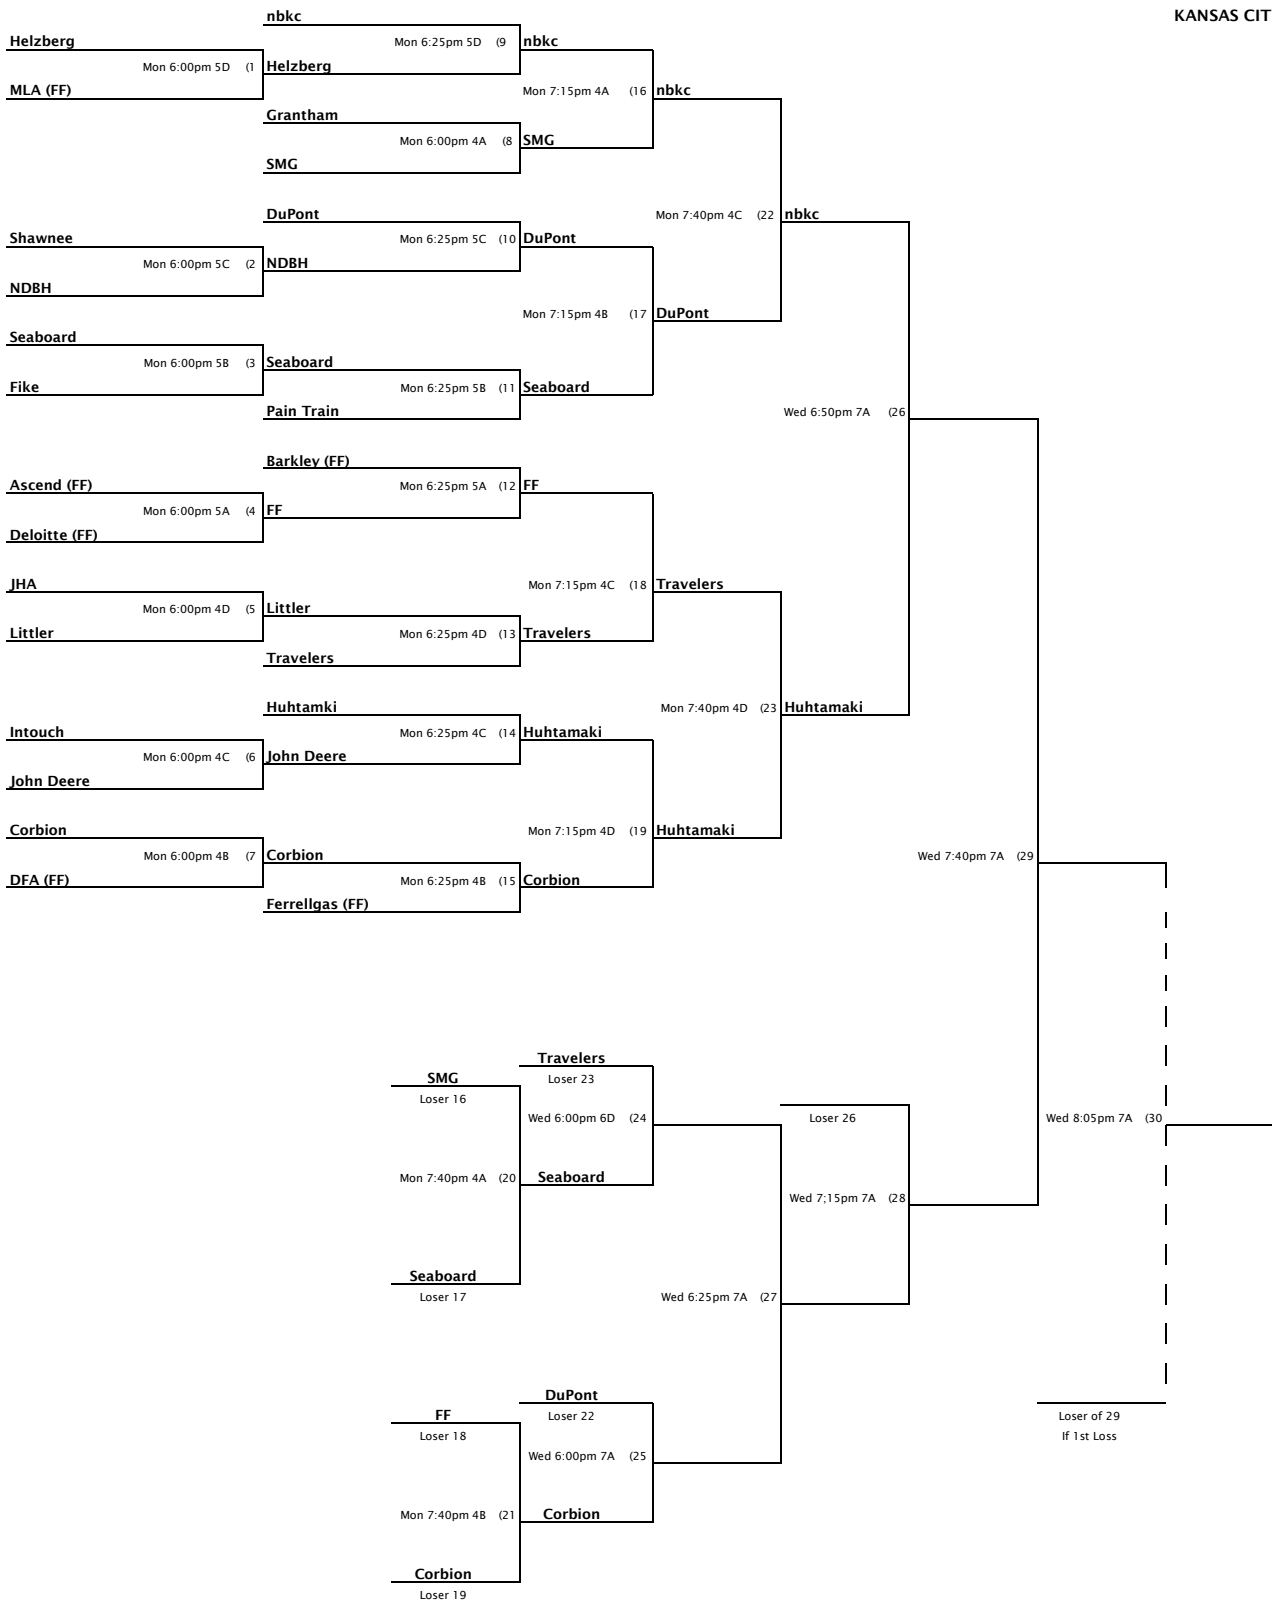 nbkc
KANSAS CIT
Helzberg
Mon 6:25pm 5D (9
nbkc
Mon 6:00pm 5D (1
Helzberg
MLA (FF)
Mon 7:15pm 4A (16
nbkc
Grantham
Mon 6:00pm 4A (8
SMG
SMG
DuPont
Mon 7:40pm 4C (22
nbkc
Shawnee
Mon 6:25pm 5C (10
DuPont
Mon 6:00pm 5C (2
NDBH
NDBH
Mon 7:15pm 4B (17
DuPont
Seaboard
Mon 6:00pm 5B (3
Seaboard
Fike
Mon 6:25pm 5B (11
Seaboard
Pain Train
Wed 6:50pm 7A (26
Barkley (FF)
Ascend (FF)
Mon 6:25pm 5A (12
FF
Mon 6:00pm 5A (4
FF
Deloitte (FF)
JHA
Mon 7:15pm 4C (18
Travelers
Mon 6:00pm 4D (5
Littler
Littler
Mon 6:25pm 4D (13
Travelers
Travelers
Huhtamki
Mon 7:40pm 4D (23
Huhtamaki
Intouch
Mon 6:25pm 4C (14
Huhtamaki
Mon 6:00pm 4C (6
John Deere
John Deere
Corbion
Mon 7:15pm 4D (19
Huhtamaki
Mon 6:00pm 4B (7
Corbion
Wed 7:40pm 7A (29
DFA (FF)
Mon 6:25pm 4B (15
Corbion
Ferrellgas (FF)
Travelers
SMG
Loser 23
Loser 16
Wed 6:00pm 6D (24
Loser 26
Wed 8:05pm 7A (30
Mon 7:40pm 4A (20
Seaboard
Wed 7;15pm 7A (28
Seaboard
Loser 17
Wed 6:25pm 7A (27
DuPont
FF
Loser 22
Loser of 29
Loser 18
If 1st Loss
Wed 6:00pm 7A (25
Mon 7:40pm 4B (21
Corbion
Corbion
Loser 19